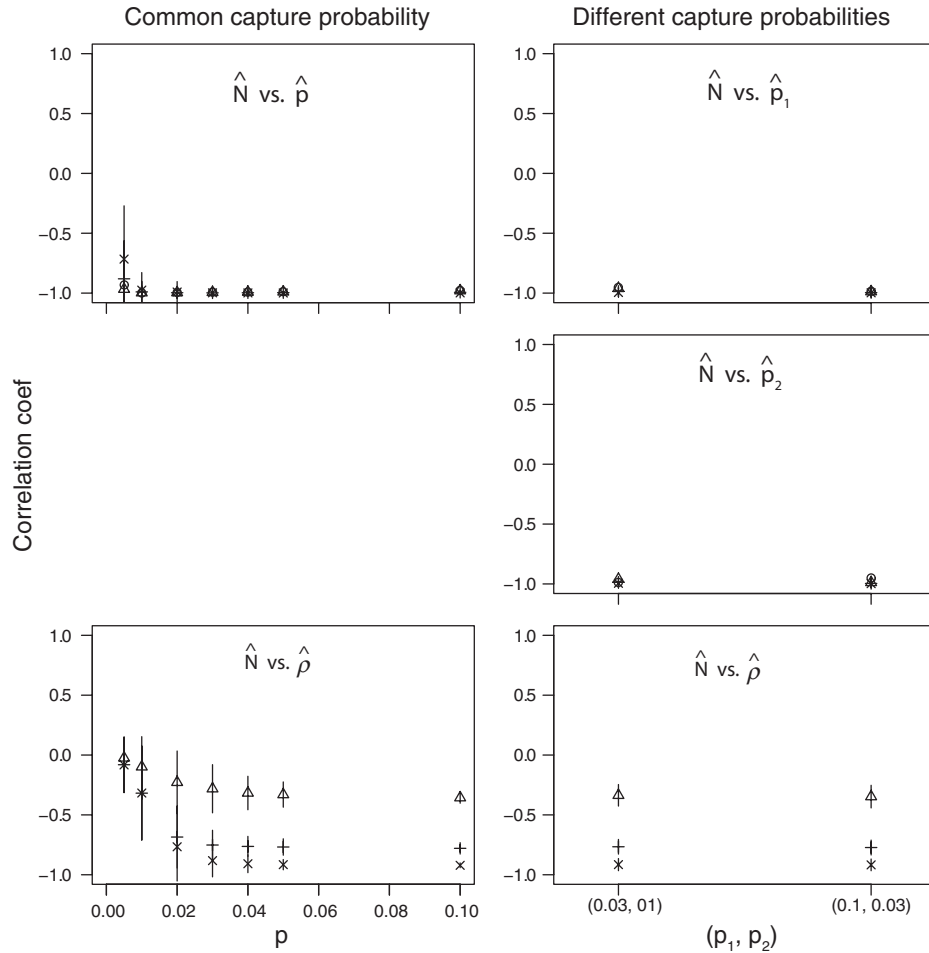 Common capture probability
Different capture probabilities
1.0
0.5
0.0
−0.5
−1.0
N̂ vs. p̂
1.0
0.5
0.0
−0.5
−1.0
N̂ vs. p̂₁
1.0
0.5
0.0
−0.5
−1.0
N̂ vs. p̂₂
Correlation coef
1.0
0.5
0.0
−0.5
−1.0
N̂ vs. ρ̂
0.00 0.02 0.04 0.06 0.08 0.10
p
1.0
0.5
0.0
−0.5
−1.0
N̂ vs. ρ̂
(0.03, 01) (0.1, 0.03)
(p₁, p₂)